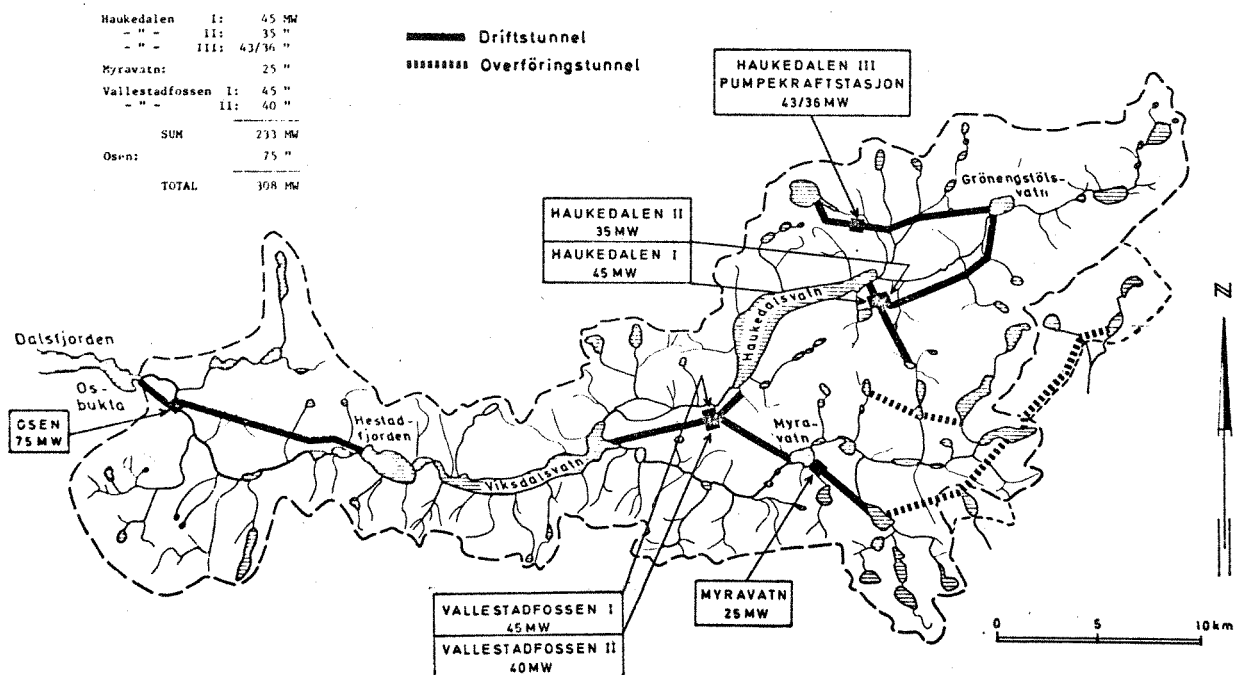 Haukedalen I: 45 MW
- " - II: 35 "
- " - III: 43/36 "
Myravatn: 25 "
Vallestadfossen I: 45 "
- " - II: 40 "
SUM 233 MW
Osen: 75 "
TOTAL 308 MW
Driftstunnel
Overföringstunnel
HAUKEDALEN III
PUMPEKRAFTSTASJON
43/36 MW
Grönengstöls-
vatn
HAUKEDALEN II
35 MW
HAUKEDALEN I
45 MW
Haukedalsvatn
N
Dalsfjorden
Os-
bukta
OSEN
75 MW
Hestad-
fjorden
Viksdalsvatn
Myra-
vatn
VALLESTADFOSSEN I
45 MW
VALLESTADFOSSEN II
40 MW
MYRAVATN
25 MW
0 5 10 km